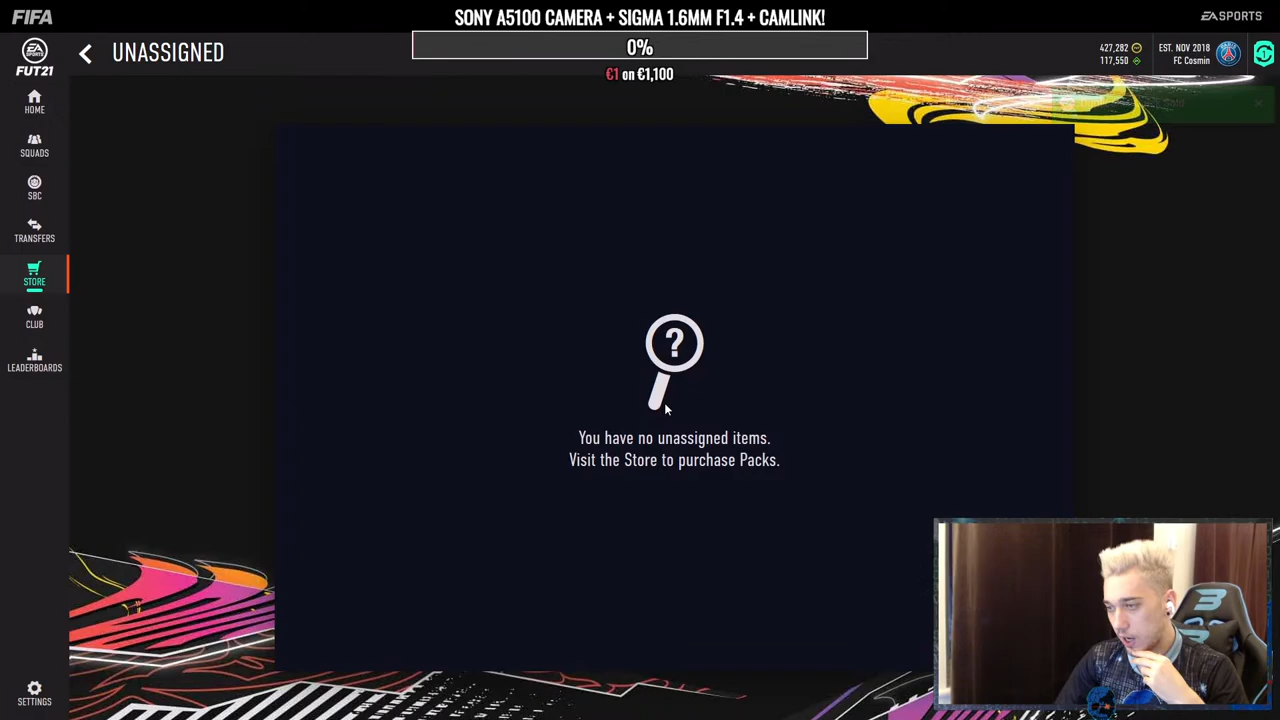 FIFA
SONY A5100 CAMERA + SIGMA 1.6MM F1.4 + CAMLINK!
EA SPORTS
0%
€1 on €1,100
EA SPORTS
FUT21
UNASSIGNED
427,282
117,550
EST. NOV 2018
FC Cosmin
HOME
SQUADS
SBC
TRANSFERS
STORE
CLUB
LEADERBOARDS
?
You have no unassigned items.
Visit the Store to purchase Packs.
SETTINGS